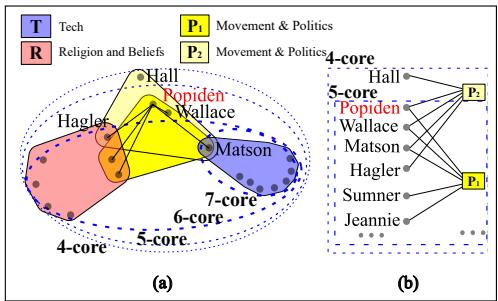 T Tech P₁ Movement & Politics
R Religion and Beliefs P₂ Movement & Politics
Hall
Popiden
Wallace
Hagler
Matson
7-core
6-core
5-core
4-core
(a)
4-core
Hall
5-core
P₂
Popiden
Wallace
Matson
Hagler
P₁
Sumner
Jeannie
(b)